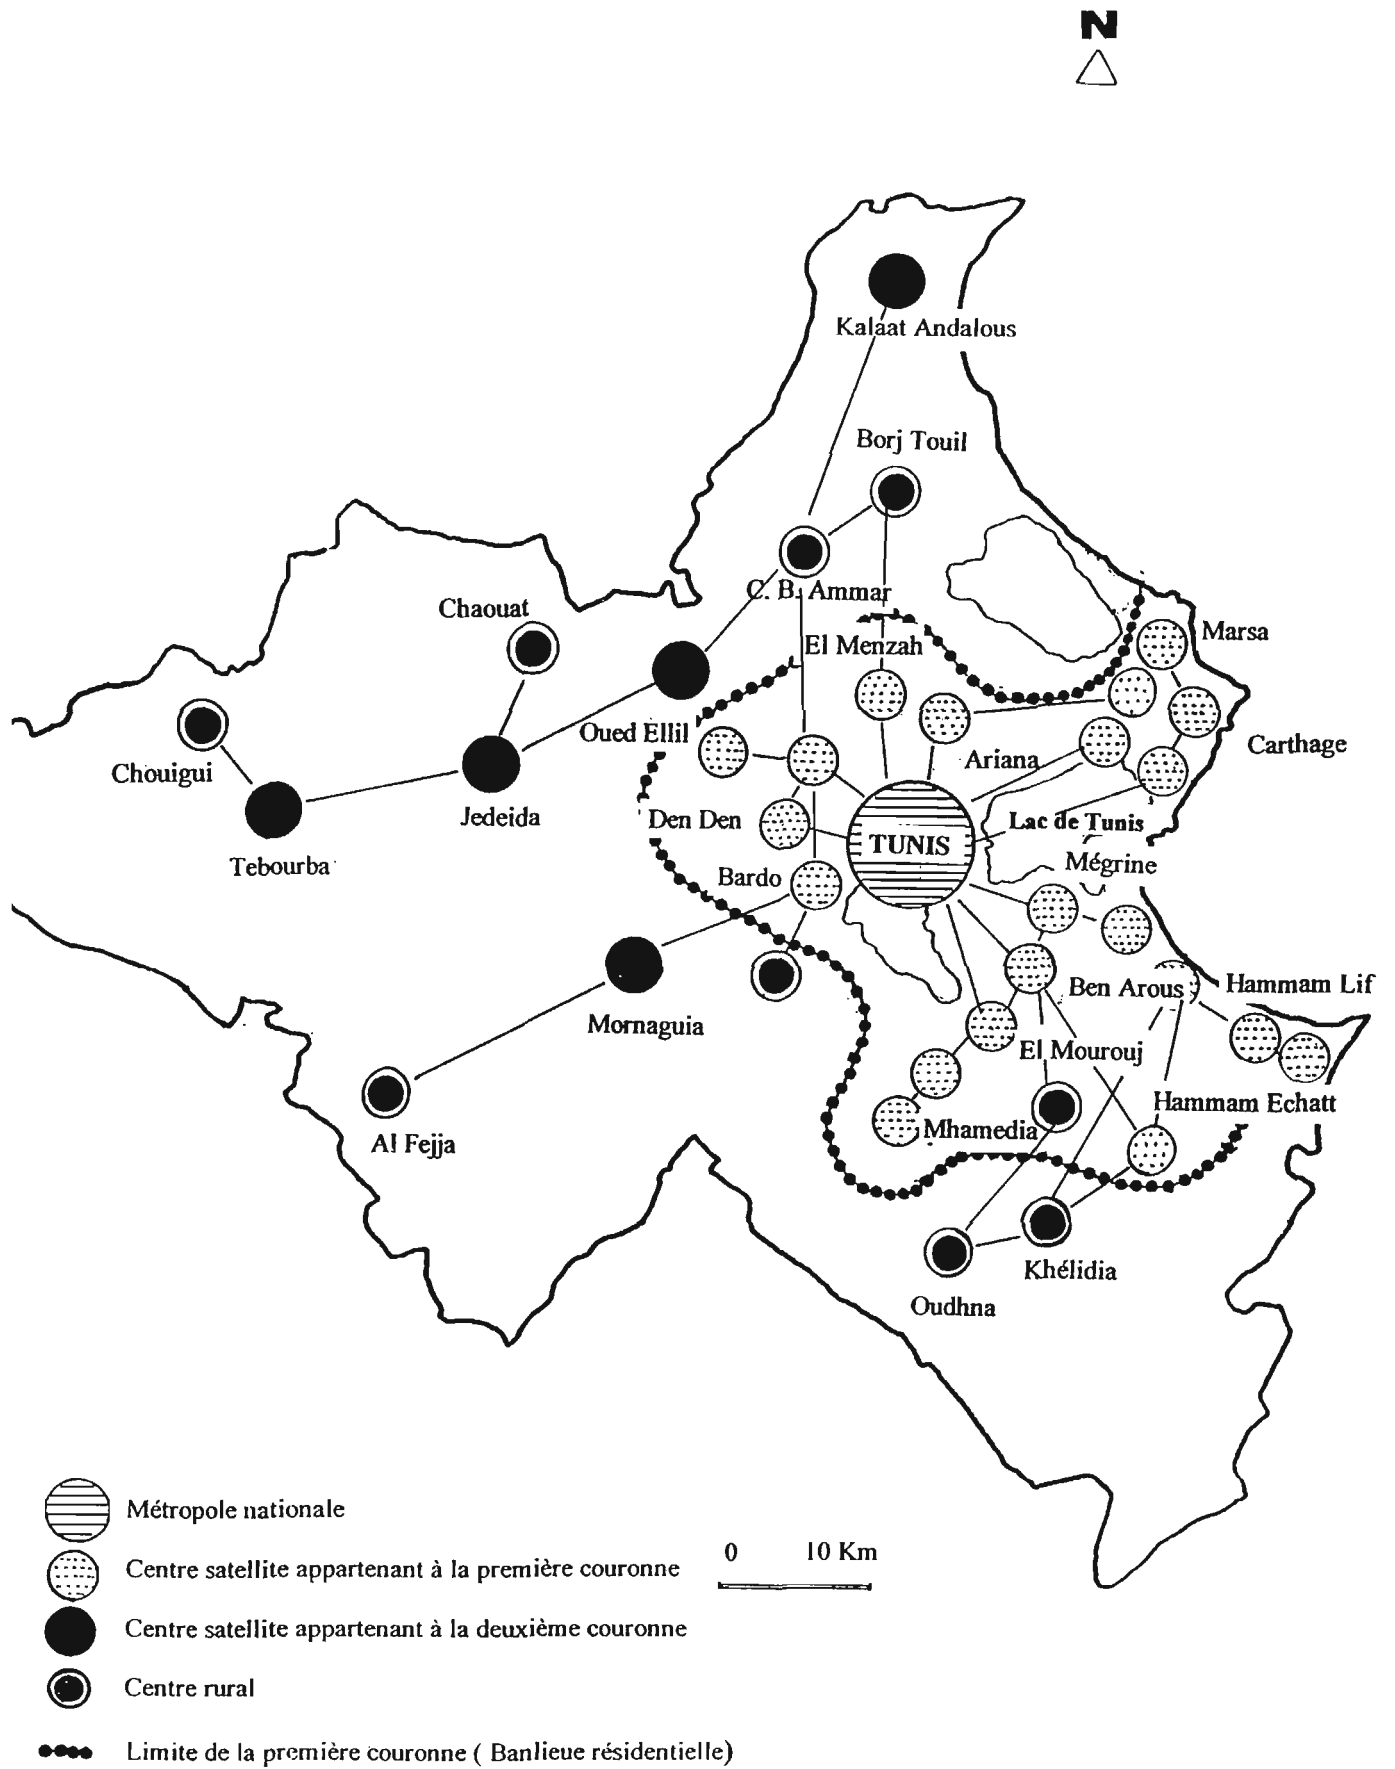 N
Kalaat Andalous
Borj Touil
C. B. Ammar
Chaouat
El Menzah
Marsa
Oued Ellil
Chouigui
Ariana
Carthage
Jedeida
Den Den
Lac de Tunis
TUNIS
Tebourba
Mégrine
Bardo
Ben Arous
Hammam Lif
Mornaguia
El Mourouj
Hammam Echatt
Al Fejja
Mhamedia
Khélidia
Oudhna
Métropole nationale
Centre satellite appartenant à la première couronne
0 10 Km
Centre satellite appartenant à la deuxième couronne
Centre rural
Limite de la première couronne ( Banlieue résidentielle)